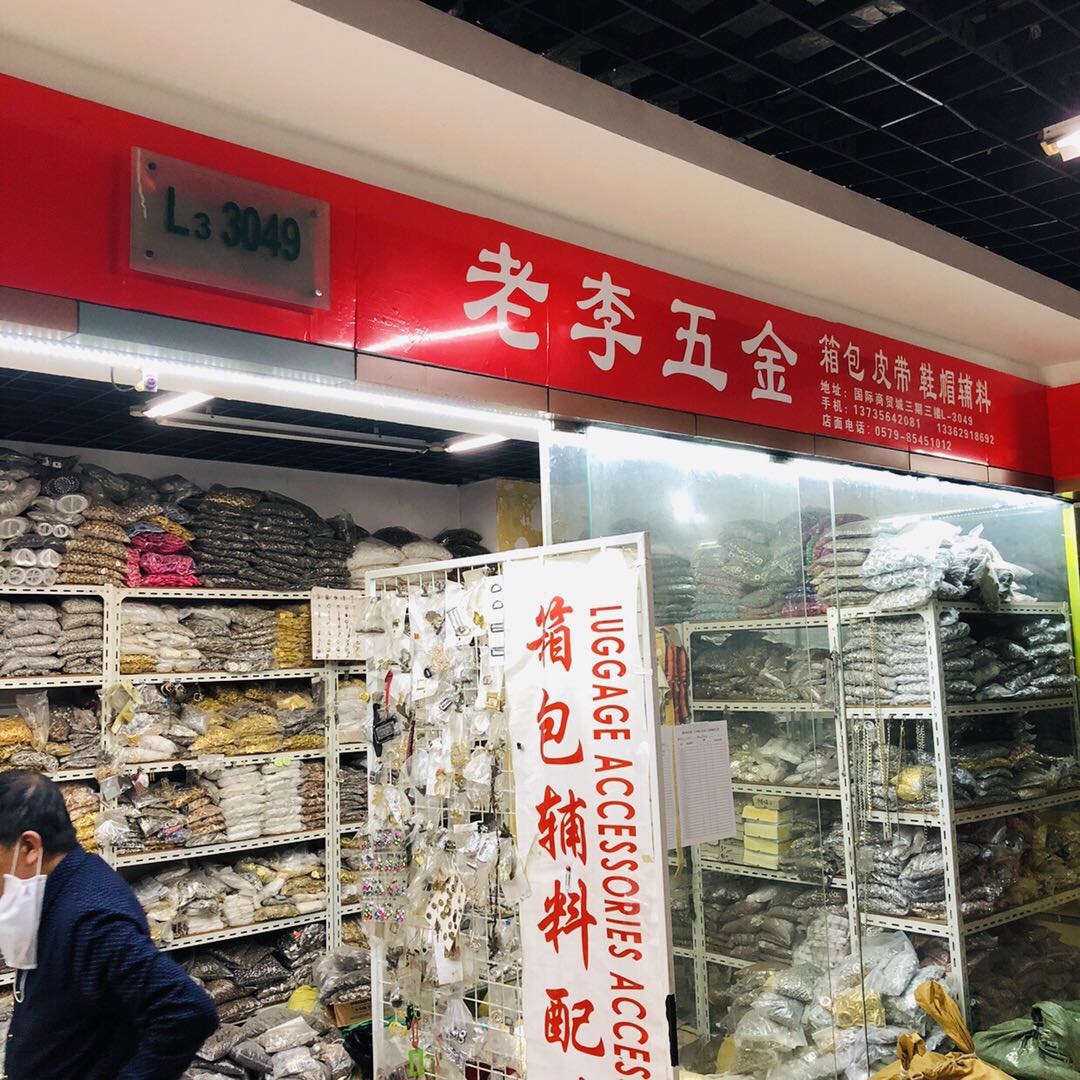 L3 3049
老李五金
箱包 皮带 鞋帽辅料
地址：国际商贸城三期三楼L-3049
手机：13735642081 13362918692
店面电话：0579-85451012
箱包辅料配
LUGGAGE ACCESSORIES ACCES